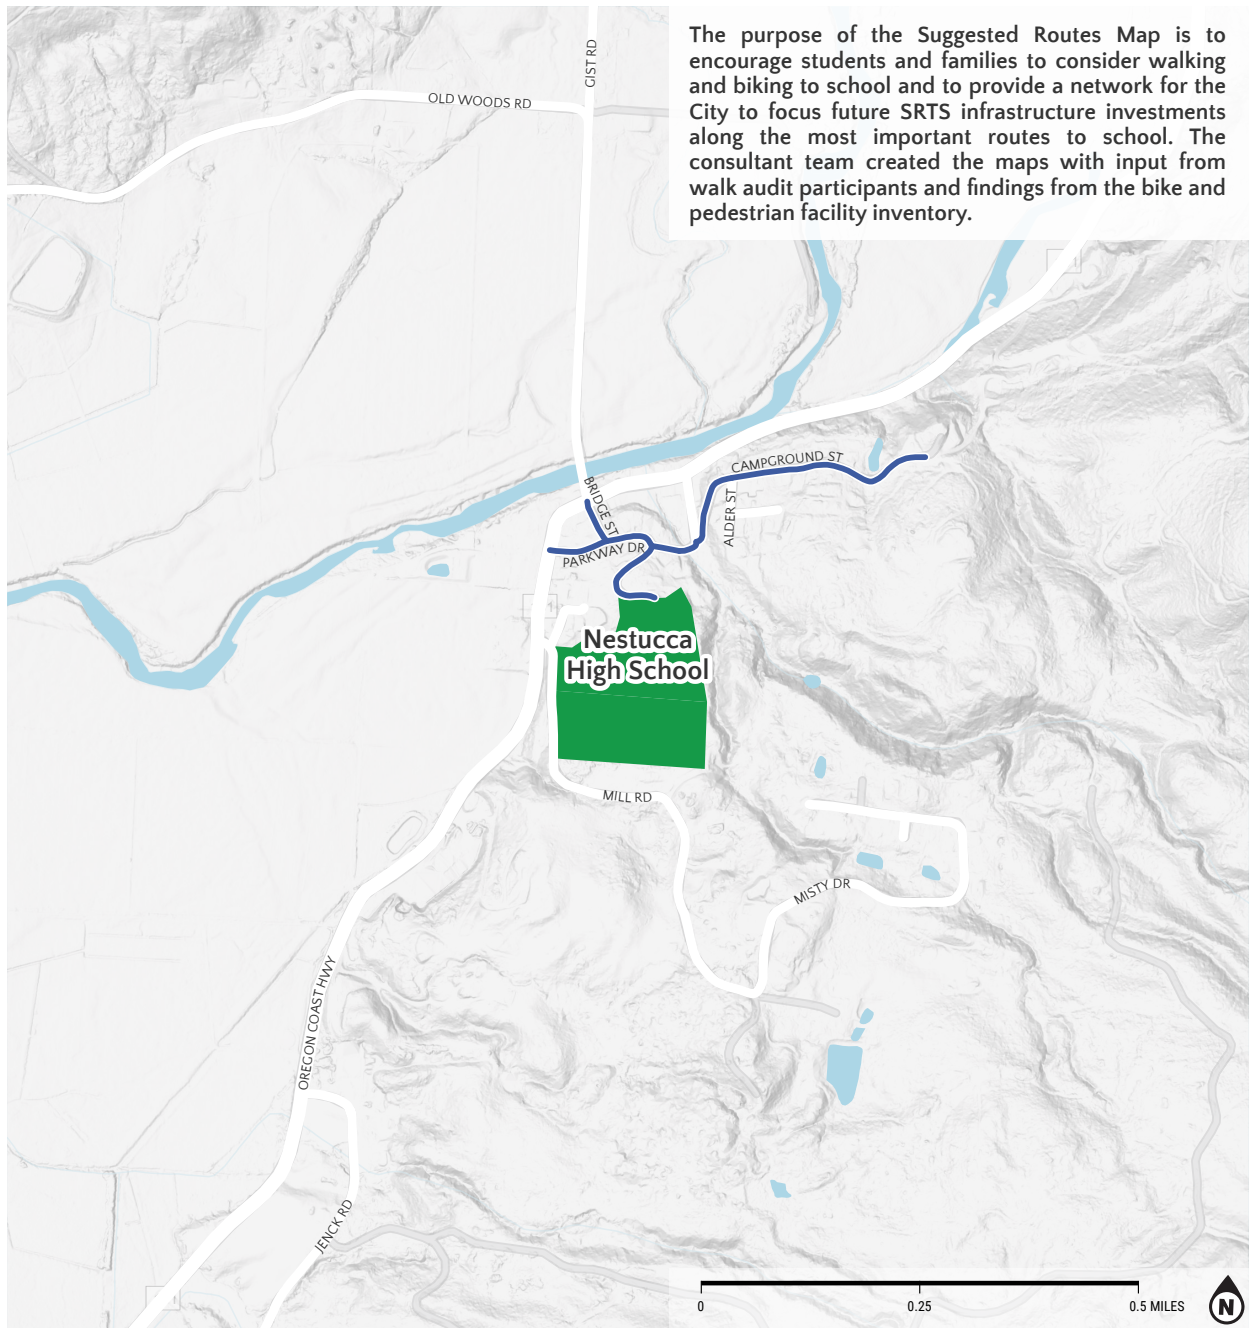 The purpose of the Suggested Routes Map is to
encourage students and families to consider walking
and biking to school and to provide a network for the
City to focus future SRTS infrastructure investments
along the most important routes to school. The
consultant team created the maps with input from
walk audit participants and findings from the bike and
pedestrian facility inventory.
GIST RD
OLD WOODS RD
CAMPGROUND ST
BRIDGE ST
ALDER ST
PARKWAY DR
Nestucca
High School
MILL RD
MISTY DR
OREGON COAST HWY
JENCK RD
0 0.25 0.5 MILES
N